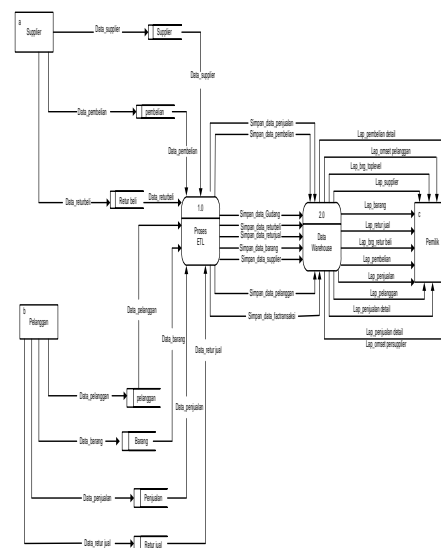 a
Supplier
Data_supplier
Supplier
Data_supplier
Data_pembelian
pembelian
Data_pembelian
Data_returbeli
Retur beli
Data_returbeli
1.0
Proses
ETL
Simpan_data_penjualan
Simpan_data_pembelian
Simpan_data_Gudang
Simpan_data_returbeli
Simpan_data_returjual
Simpan_data_barang
Simpan_data_supplier
Simpan_data_pelanggan
Simpan_data_factransaksi
2.0
Data
Warehouse
Lap_pembelian detail
Lap_omset pelanggan
Lap_brg_toplevel
Lap_supplier
Lap_barang
Lap_retur jual
Lap_brg_retur beli
Lap_pembelian
Lap_penjualan
Lap_pelanggan
Lap_penjualan detail
Lap_penjualan detail
Lap_omset persupplier
c
Pemilik
b
Pelanggan
Data_pelanggan
Data_barang
Data_retur jual
Data_penjualan
Data_pelanggan
pelanggan
Data_barang
Barang
Data_penjualan
Penjualan
Data_retur jual
Retur jual